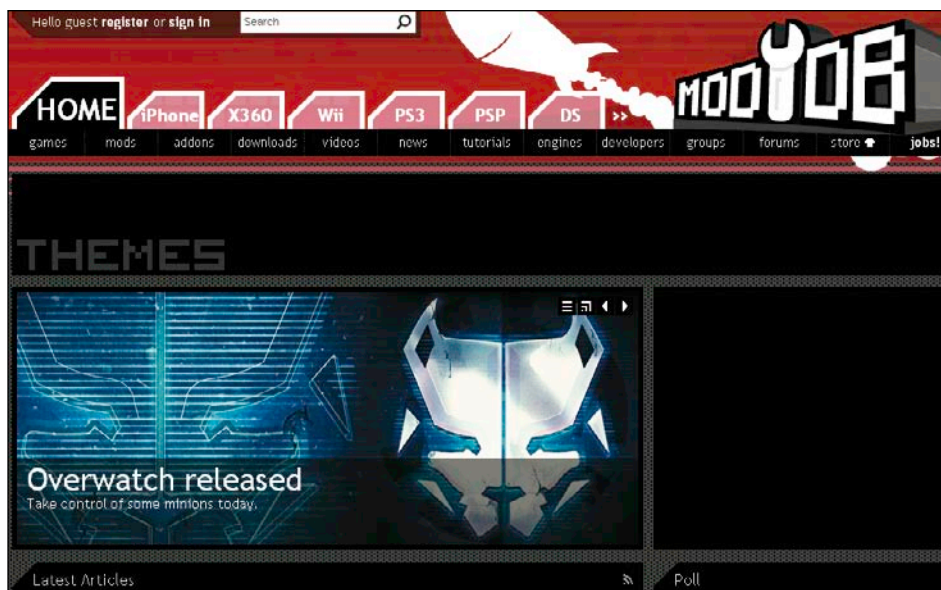 Hello guest register or sign in
Search
MOD DB
HOME iPhone X360 Wii PS3 PSP DS >>
games mods addons downloads videos news tutorials engines developers groups forums store jobs!
THEMES
Overwatch released
Take control of some minions today.
Latest Articles
Poll